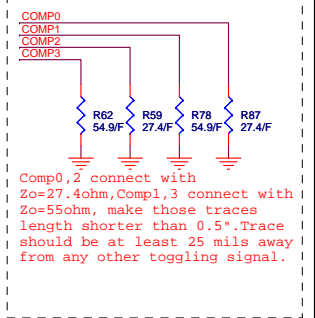 COMP0
COMP1
COMP2
COMP3
R62 R59 R78 R87
54.9/F 27.4/F 54.9/F 27.4/F
Comp0,2 connect with
Zo=27.4ohm,Comp1,3 connect with
Zo=55ohm, make those traces
length shorter than 0.5".Trace
should be at least 25 mils away
from any other toggling signal.